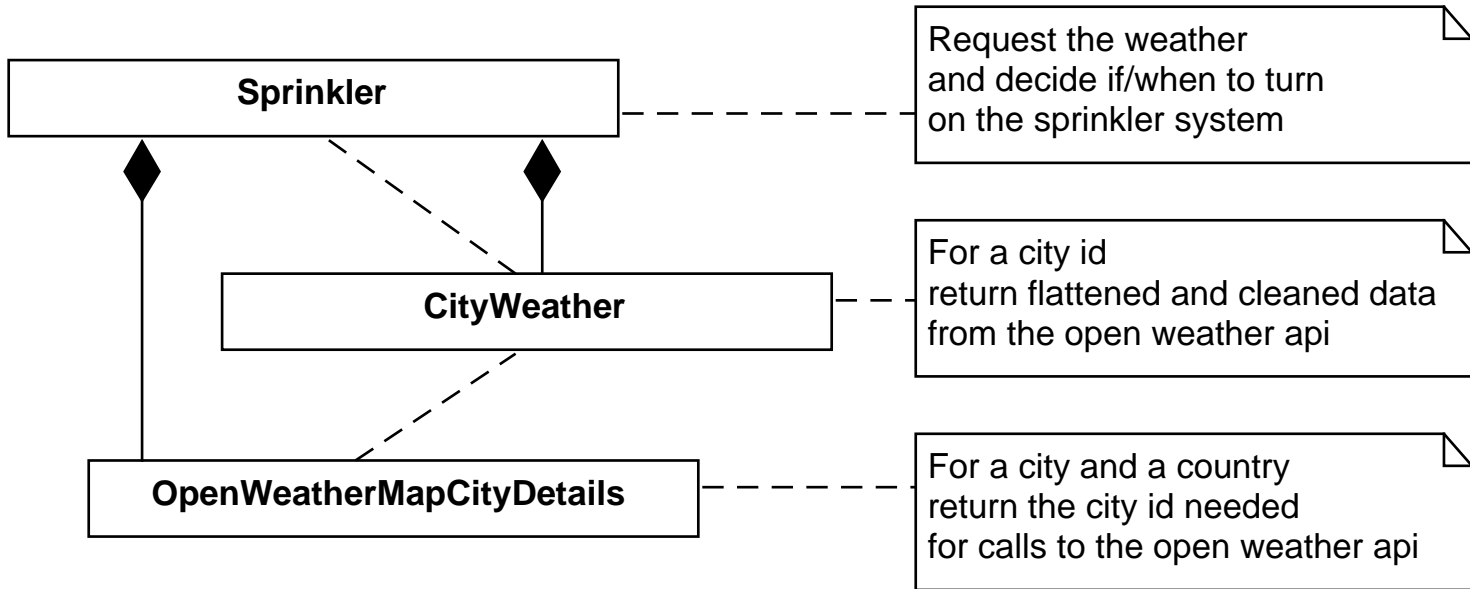 Sprinkler
Request the weather
and decide if/when to turn
on the sprinkler system
CityWeather
For a city id
return flattened and cleaned data
from the open weather api
OpenWeatherMapCityDetails
For a city and a country
return the city id needed
for calls to the open weather api